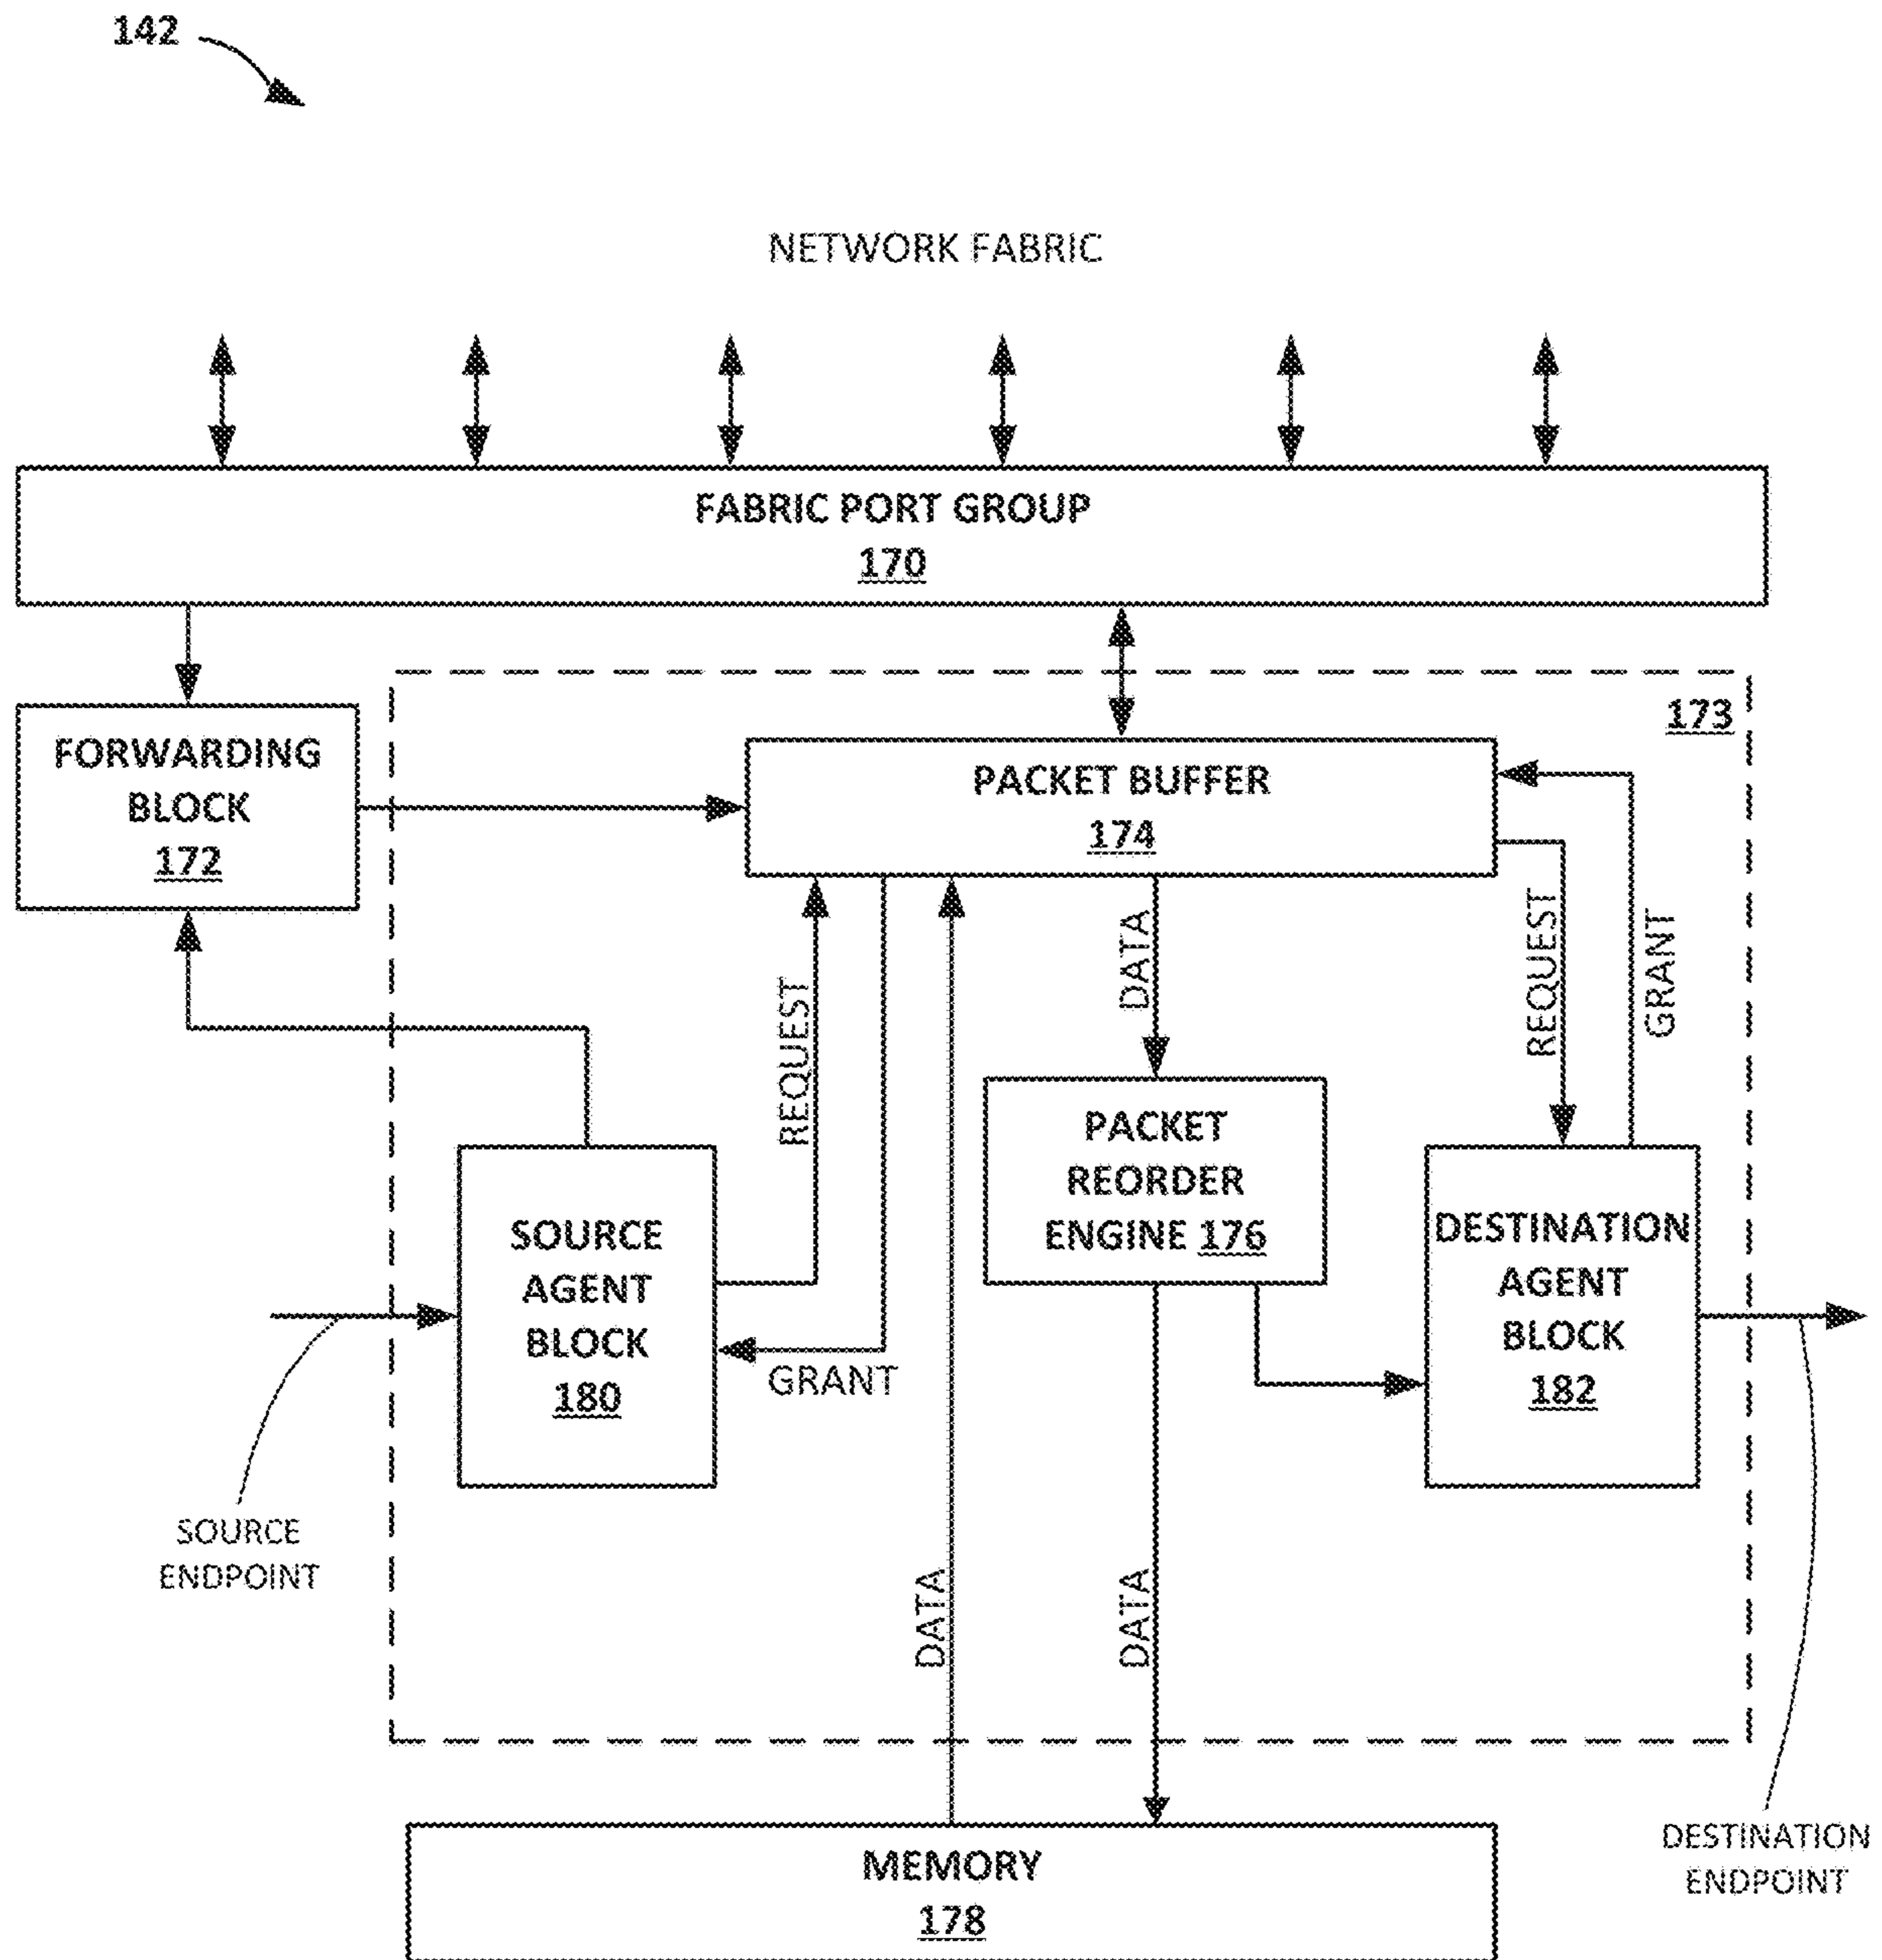 142
NETWORK FABRIC
FABRIC PORT GROUP
170
173
FORWARDING
BLOCK
172
PACKET BUFFER
174
REQUEST
GRANT
DATA
REQUEST
GRANT
PACKET
REORDER
ENGINE 176
SOURCE
AGENT
BLOCK
180
DESTINATION
AGENT
BLOCK
182
SOURCE
ENDPOINT
DATA
DATA
DESTINATION
ENDPOINT
MEMORY
178